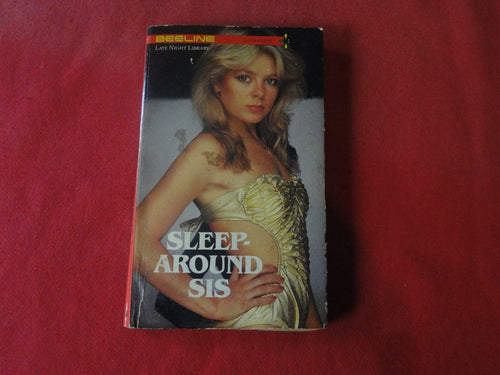 BEELINE
LATE NIGHT LIBRARY
SLEEP-
AROUND
SIS